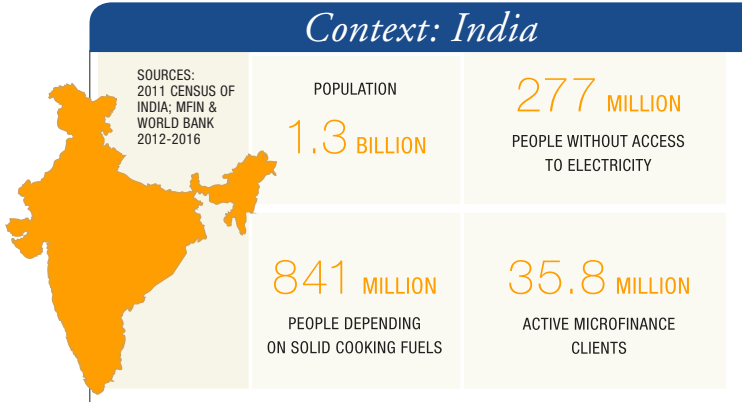 Context: India
SOURCES:
2011 CENSUS OF
INDIA; MFIN &
WORLD BANK
2012-2016
POPULATION
1.3 BILLION
277 MILLION
PEOPLE WITHOUT ACCESS
TO ELECTRICITY
841 MILLION
PEOPLE DEPENDING
ON SOLID COOKING FUELS
35.8 MILLION
ACTIVE MICROFINANCE
CLIENTS